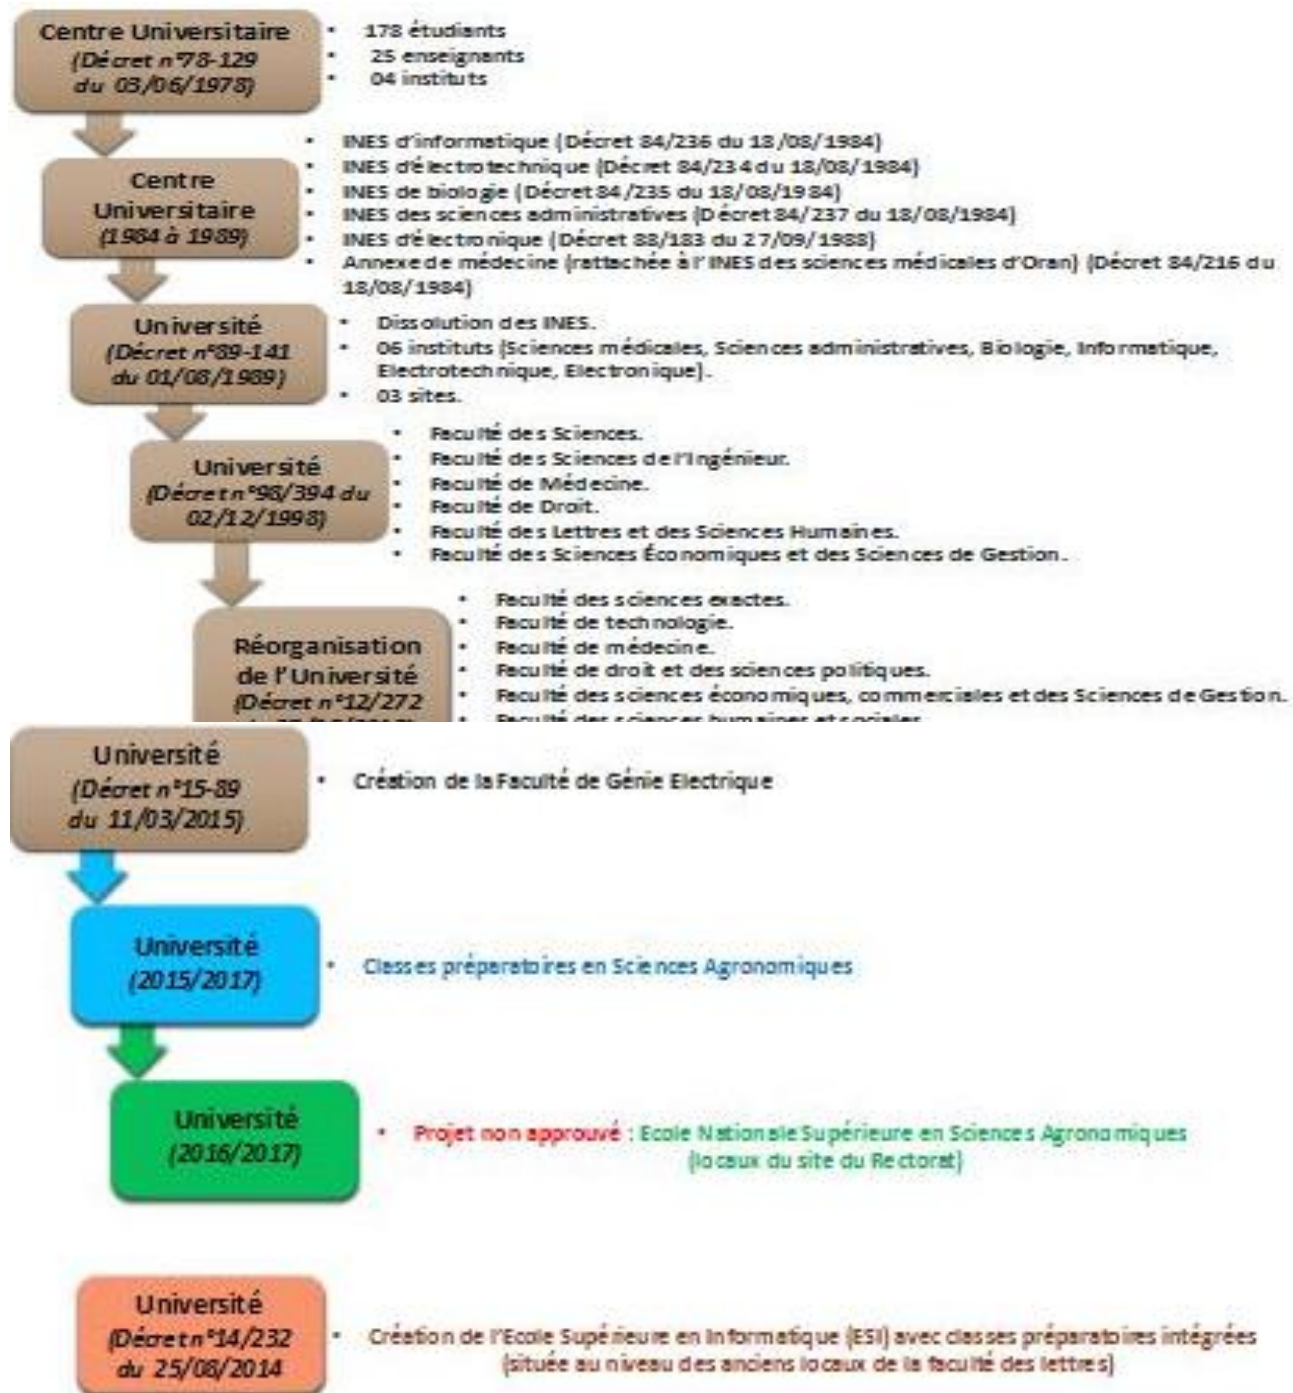 Centre Universitaire
(Décret n°78-129
du 03/06/1978)
• 178 étudiants
• 25 enseignants
• 04 instituts
Centre
Universitaire
(1984 à 1989)
• INES d'informatique (Décret 84/236 du 18/08/1984)
• INES d'électrotechnique (Décret 84/234 du 18/08/1984)
• INES de biologie (Décret 84/235 du 18/08/1984)
• INES des sciences administratives (Décret 84/237 du 18/08/1984)
• INES d'électronique (Décret 88/183 du 27/09/1988)
• Annexe de médecine (rattachée à l'INES des sciences médicales d'Oran) (Décret 84/216 du
18/08/1984)
Université
(Décret n°89-141
du 01/08/1989)
• Dissolution des INES.
• 06 instituts (Sciences médicales, Sciences administratives, Biologie, Informatique,
Electrotechnique, Electronique).
• 03 sites.
Université
(Décret n°98/394 du
02/12/1998)
• Faculté des Sciences.
• Faculté des Sciences de l'Ingénieur.
• Faculté de Médecine.
• Faculté de Droit.
• Faculté des Lettres et des Sciences Humaines.
• Faculté des Sciences Économiques et des Sciences de Gestion.
Réorganisation
de l'Université
(Décret n°12/272
• Faculté des sciences exactes.
• Faculté de technologie.
• Faculté de médecine.
• Faculté de droit et des sciences politiques.
• Faculté des sciences économiques, commerciales et des Sciences de Gestion.
• Faculté des sciences humaines et sociales
Université
(Décret n°15-89
du 11/03/2015)
• Création de la Faculté de Génie Electrique
Université
(2015/2017)
• Classes préparatoires en Sciences Agronomiques
Université
(2016/2017)
• Projet non approuvé : Ecole Nationale Supérieure en Sciences Agronomiques
(locaux du site du Rectorat)
Université
(Décret n°14/232
du 25/08/2014
• Création de l'Ecole Supérieure en Informatique (ESI) avec classes préparatoires intégrées
(située au niveau des anciens locaux de la faculté des lettres)